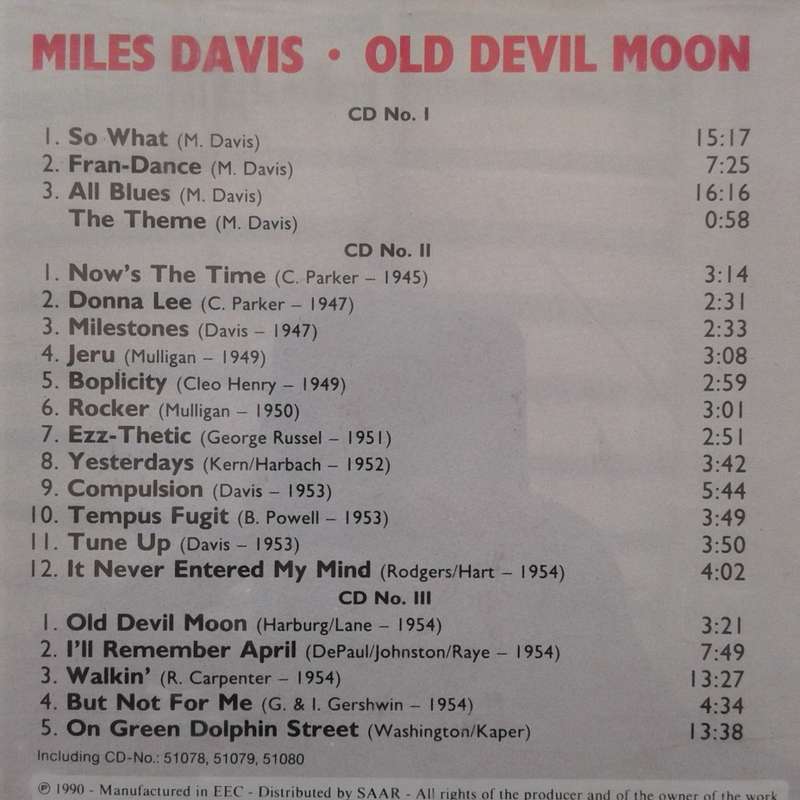 MILES DAVIS · OLD DEVIL MOON
CD No. I
1. So What (M. Davis) 15:17
2. Fran-Dance (M. Davis) 7:25
3. All Blues (M. Davis) 16:16
The Theme (M. Davis) 0:58
CD No. II
1. Now's The Time (C. Parker – 1945) 3:14
2. Donna Lee (C. Parker – 1947) 2:31
3. Milestones (Davis – 1947) 2:33
4. Jeru (Mulligan – 1949) 3:08
5. Boplicity (Cleo Henry – 1949) 2:59
6. Rocker (Mulligan – 1950) 3:01
7. Ezz-Thetic (George Russel – 1951) 2:51
8. Yesterdays (Kern/Harbach – 1952) 3:42
9. Compulsion (Davis – 1953) 5:44
10. Tempus Fugit (B. Powell – 1953) 3:49
11. Tune Up (Davis – 1953) 3:50
12. It Never Entered My Mind (Rodgers/Hart – 1954) 4:02
CD No. III
1. Old Devil Moon (Harburg/Lane – 1954) 3:21
2. I'll Remember April (DePaul/Johnston/Raye – 1954) 7:49
3. Walkin' (R. Carpenter – 1954) 13:27
4. But Not For Me (G. & I. Gershwin – 1954) 4:34
5. On Green Dolphin Street (Washington/Kaper) 13:38
Including CD-No.: 51078, 51079, 51080
℗ 1990 - Manufactured in EEC - Distributed by SAAR - All rights of the producer and of the owner of the work